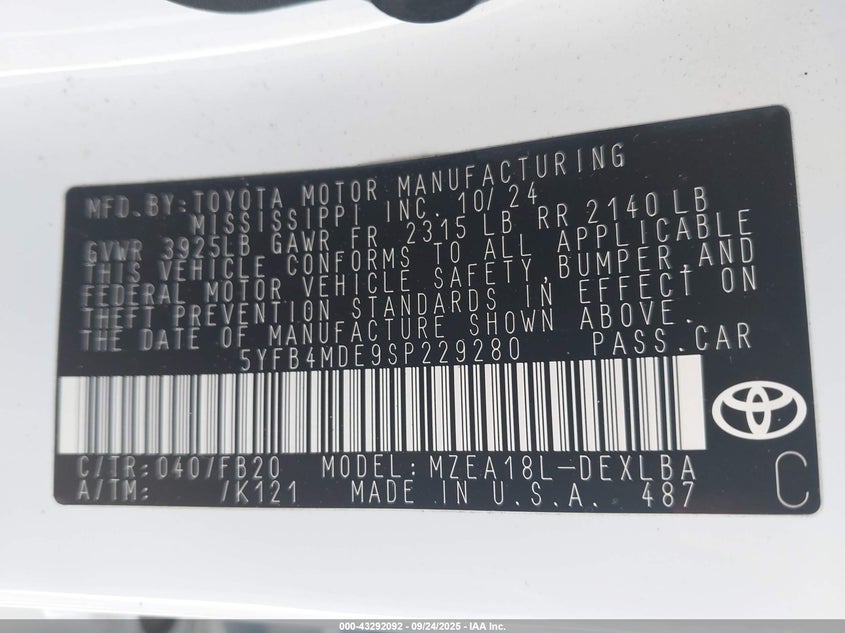 MFD.BY:TOYOTA MOTOR MANUFACTURING
MISSISSIPPI INC. 10/24
GVWR 3925LB GAWR FR 2315 LB RR 2140 LB
THIS VEHICLE CONFORMS TO ALL APPLICABLE
FEDERAL MOTOR VEHICLE SAFETY,BUMPER,AND
THEFT PREVENTION STANDARDS IN EFFECT ON
THE DATE OF MANUFACTURE SHOWN ABOVE.
5YFB4MDE9SP229280 PASS.CAR
C/TR:040/FB20 MODEL:MZEA18L-DEXLBA
A/TM: /K121 MADE IN U.S.A. 487
C
000-43292092 - 09/24/2025 - IAA Inc.